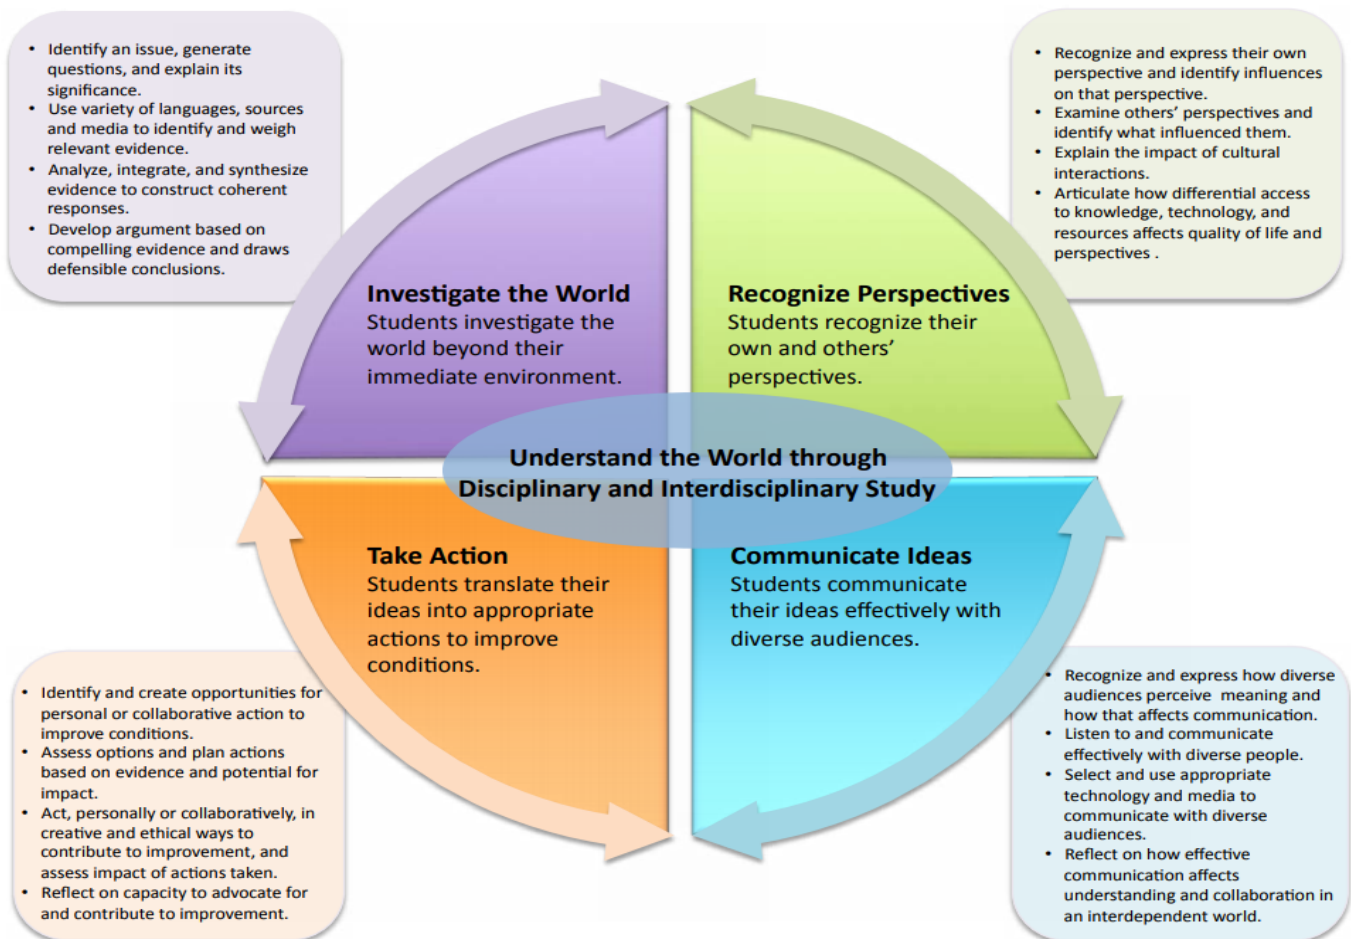 • Identify an issue, generate
questions, and explain its
significance.
• Use variety of languages, sources
and media to identify and weigh
relevant evidence.
• Analyze, integrate, and synthesize
evidence to construct coherent
responses.
• Develop argument based on
compelling evidence and draws
defensible conclusions.
• Recognize and express their own
perspective and identify influences
on that perspective.
• Examine others’ perspectives and
identify what influenced them.
• Explain the impact of cultural
interactions.
• Articulate how differential access
to knowledge, technology, and
resources affects quality of life and
perspectives .
Investigate the World
Students investigate the
world beyond their
immediate environment.
Recognize Perspectives
Students recognize their
own and others’
perspectives.
Understand the World through
Disciplinary and Interdisciplinary Study
Take Action
Students translate their
ideas into appropriate
actions to improve
conditions.
Communicate Ideas
Students communicate
their ideas effectively with
diverse audiences.
• Identify and create opportunities for
personal or collaborative action to
improve conditions.
• Assess options and plan actions
based on evidence and potential for
impact.
• Act, personally or collaboratively, in
creative and ethical ways to
contribute to improvement, and
assess impact of actions taken.
• Reflect on capacity to advocate for
and contribute to improvement.
• Recognize and express how diverse
audiences perceive meaning and
how that affects communication.
• Listen to and communicate
effectively with diverse people.
• Select and use appropriate
technology and media to
communicate with diverse
audiences.
• Reflect on how effective
communication affects
understanding and collaboration in
an interdependent world.